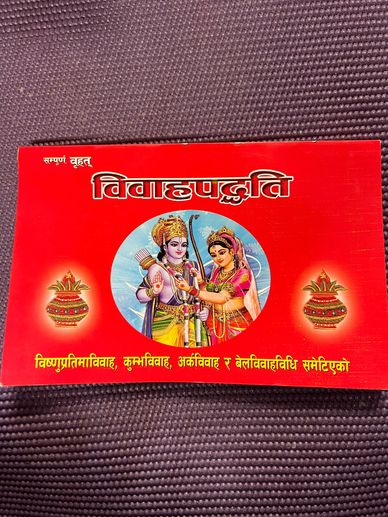 सम्पूर्ण वृहत्
विवाहपद्धति
विष्णुप्रतिमाविवाह, कुम्भविवाह, अर्कविवाह र बेलविवाहविधि समेटिएको